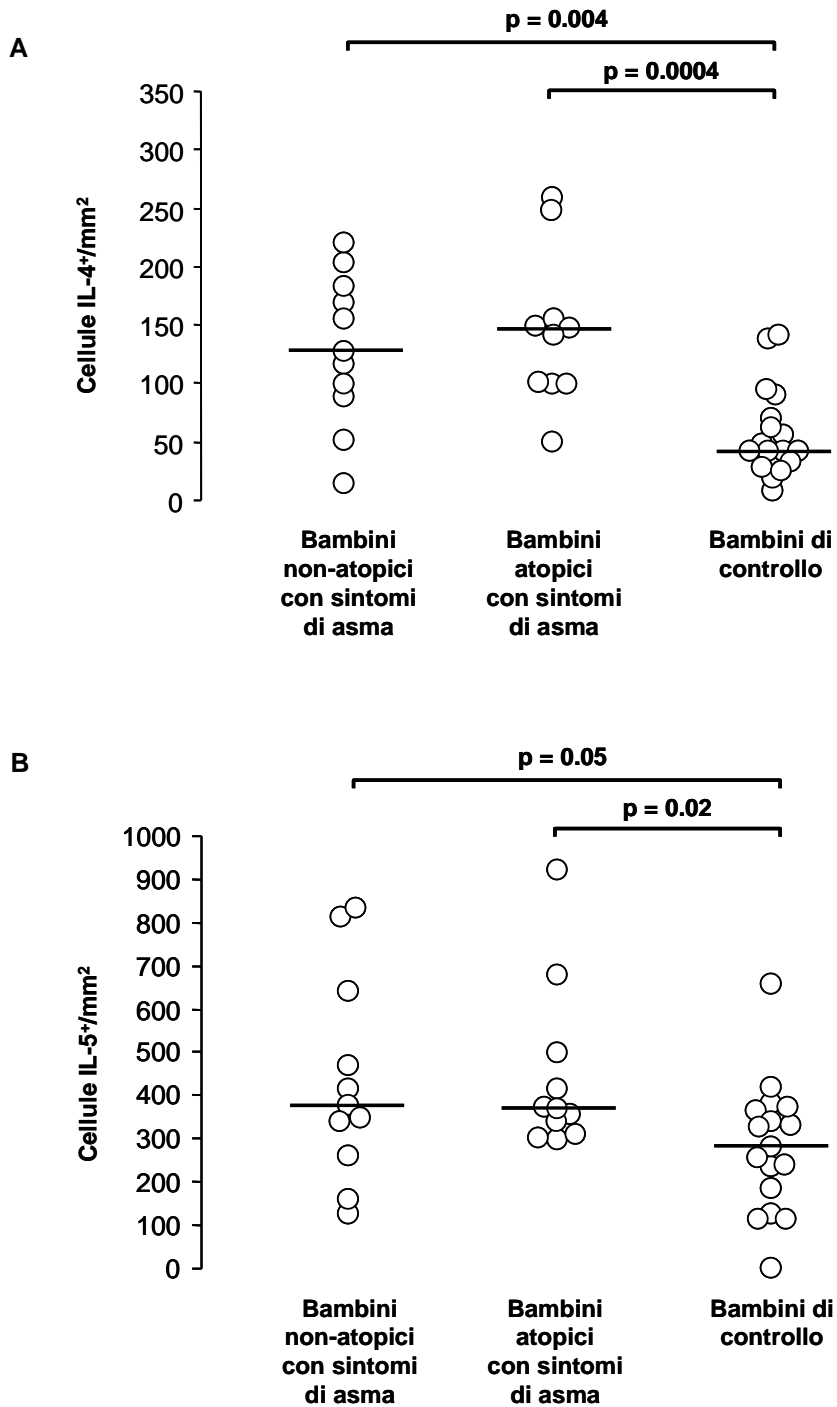 A
p = 0.004
p = 0.0004
350
300
250
200
150
100
50
0
Cellule IL-4⁺/mm²
Bambini
non-atopici
con sintomi
di asma
Bambini
atopici
con sintomi
di asma
Bambini di
controllo
B
p = 0.05
p = 0.02
1000
900
800
700
600
500
400
300
200
100
0
Cellule IL-5⁺/mm²
Bambini
non-atopici
con sintomi
di asma
Bambini
atopici
con sintomi
di asma
Bambini di
controllo